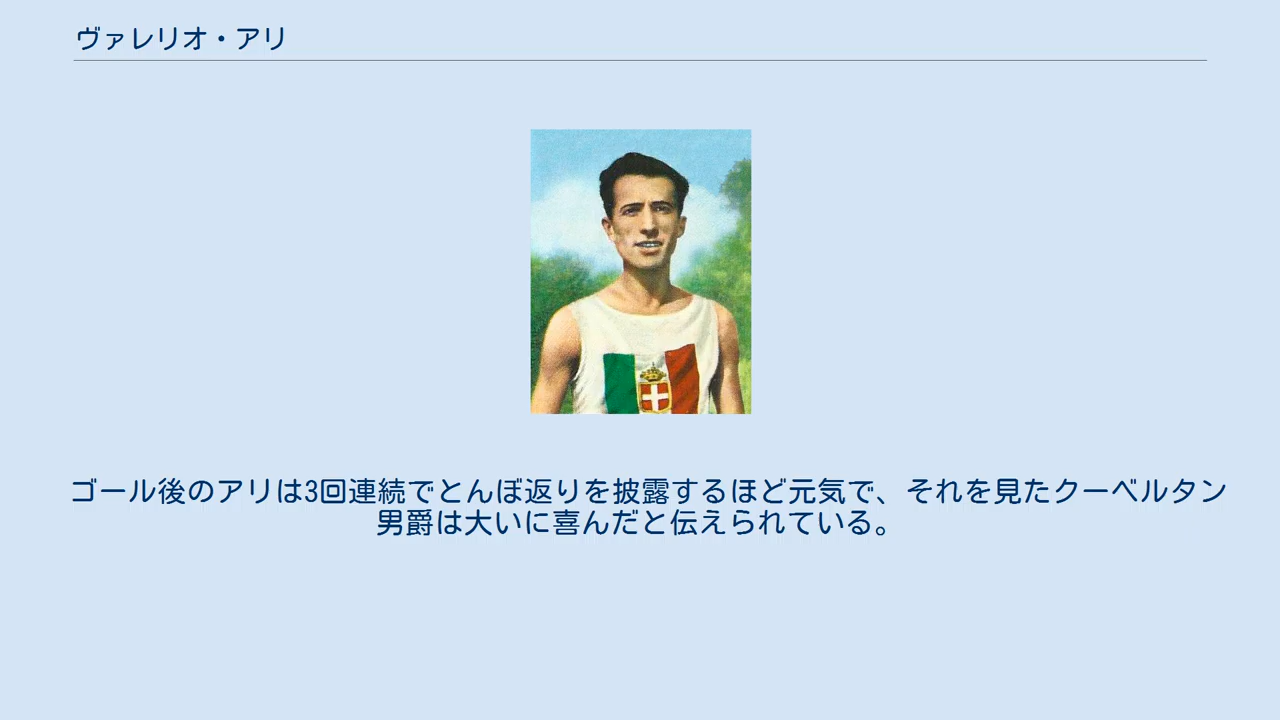 ヴァレリオ・アリ
ゴール後のアリは3回連続でとんぼ返りを披露するほど元気で、それを見たクーベルタン
男爵は大いに喜んだと伝えられている。